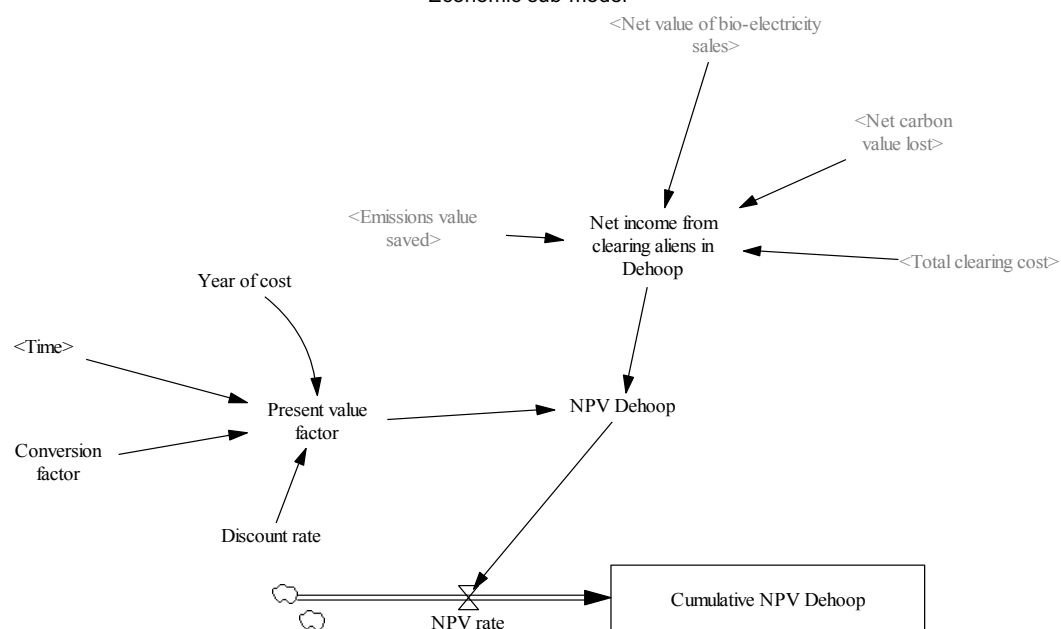 Economic sub-model
<Net value of bio-electricity
sales>
<Net carbon
value lost>
<Emissions value
saved>
Net income from
clearing aliens in
Dehoop
<Total clearing cost>
Year of cost
<Time>
Present value
factor
NPV Dehoop
Conversion
factor
Discount rate
Cumulative NPV Dehoop
NPV rate